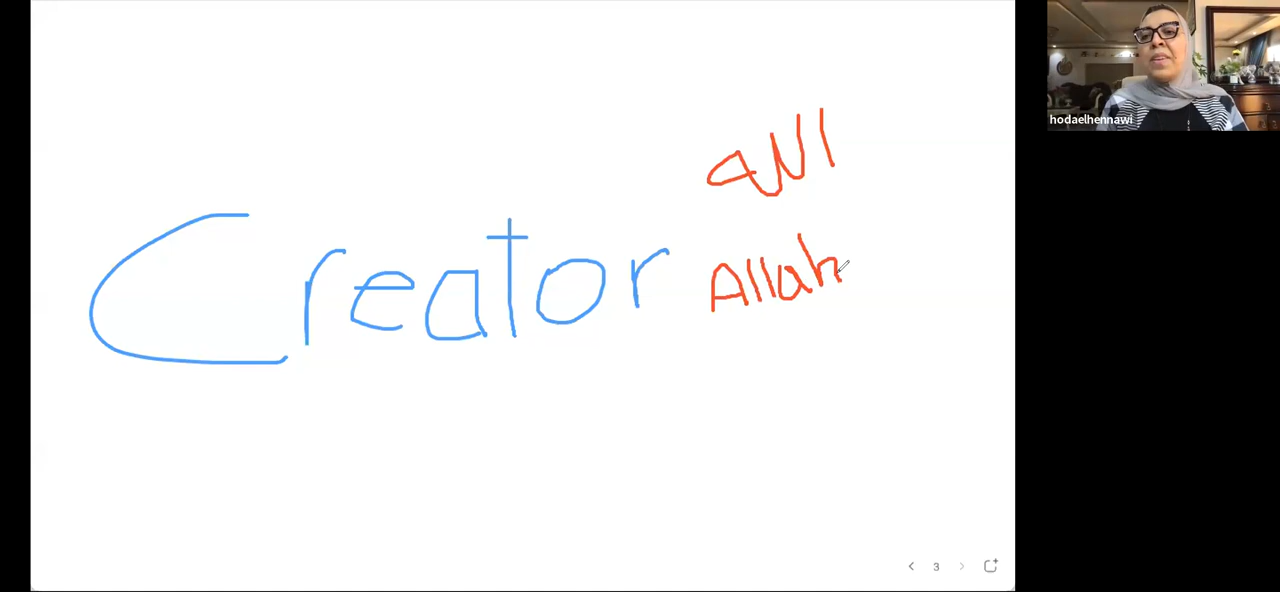 الله
Creator
Allah
hodaelhennawi
3